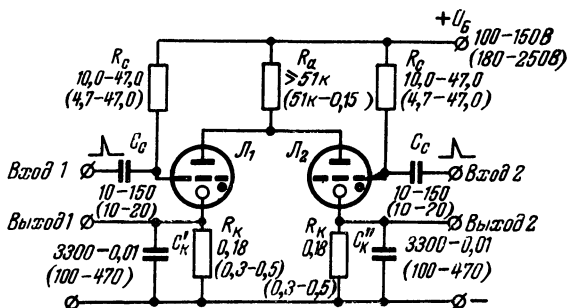 +U_б
100-150В
(180-250В)
R_c
10,0-47,0
(4,7-47,0)
R_a
≥51к
(51к-0,15)
R_c
10,0-47,0
(4,7-47,0)
C_c
Л₁
Л₂
C_c
Вход 1
10-150
(10-20)
10-150
(10-20)
Вход 2
Выход 1
Выход 2
3300-0,01
(100-470)
C'_к
R_к
0,18
(0,3-0,5)
R_к
0,18
(0,3-0,5)
C''_к
3300-0,01
(100-470)
−